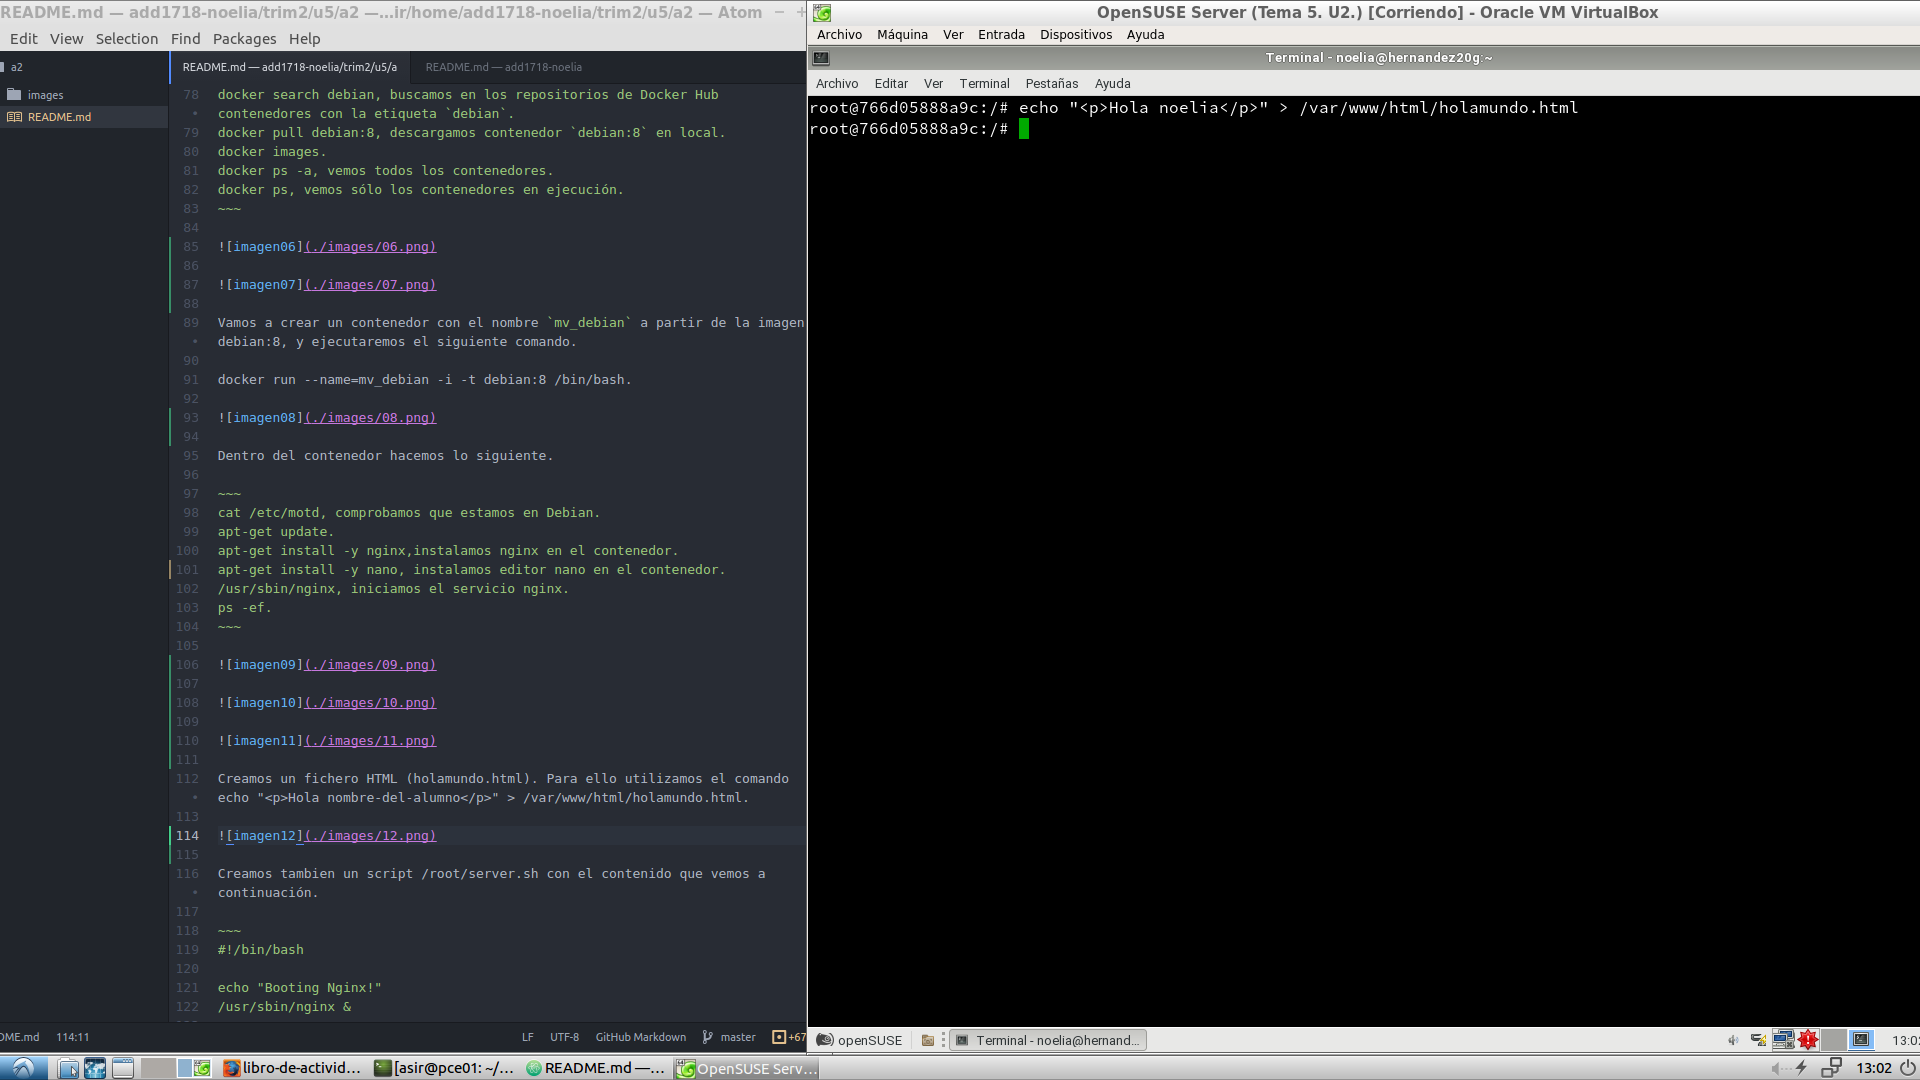 README.md — add1718-noelia/trim2/u5/a2 —...ir/home/add1718-noelia/trim2/u5/a2 — Atom
Edit View Selection Find Packages Help
a2
images
README.md
README.md — add1718-noelia/trim2/u5/a
README.md — add1718-noelia
78 docker search debian, buscamos en los repositorios de Docker Hub
• contenedores con la etiqueta `debian`.
79 docker pull debian:8, descargamos contenedor `debian:8` en local.
80 docker images.
81 docker ps -a, vemos todos los contenedores.
82 docker ps, vemos sólo los contenedores en ejecución.
83 ~~~
84
85 ![imagen06](./images/06.png)
86
87 ![imagen07](./images/07.png)
88
89 Vamos a crear un contenedor con el nombre `mv_debian` a partir de la imagen
• debian:8, y ejecutaremos el siguiente comando.
90
91 docker run --name=mv_debian -i -t debian:8 /bin/bash.
92
93 ![imagen08](./images/08.png)
94
95 Dentro del contenedor hacemos lo siguiente.
96
97 ~~~
98 cat /etc/motd, comprobamos que estamos en Debian.
99 apt-get update.
100 apt-get install -y nginx,instalamos nginx en el contenedor.
101 apt-get install -y nano, instalamos editor nano en el contenedor.
102 /usr/sbin/nginx, iniciamos el servicio nginx.
103 ps -ef.
104 ~~~
105
106 ![imagen09](./images/09.png)
107
108 ![imagen10](./images/10.png)
109
110 ![imagen11](./images/11.png)
111
112 Creamos un fichero HTML (holamundo.html). Para ello utilizamos el comando
• echo "<p>Hola nombre-del-alumno</p>" > /var/www/html/holamundo.html.
113
114 ![imagen12](./images/12.png)
115
116 Creamos tambien un script /root/server.sh con el contenido que vemos a
• continuación.
117
118 ~~~
119 #!/bin/bash
120
121 echo "Booting Nginx!"
122 /usr/sbin/nginx &
DME.md 114:11 LF UTF-8 GitHub Markdown master +67
OpenSUSE Server (Tema 5. U2.) [Corriendo] - Oracle VM VirtualBox
Archivo Máquina Ver Entrada Dispositivos Ayuda
Terminal - noelia@hernandez20g:~
Archivo Editar Ver Terminal Pestañas Ayuda
root@766d05888a9c:/# echo "<p>Hola noelia</p>" > /var/www/html/holamundo.html
root@766d05888a9c:/#
openSUSE Terminal - noelia@hernand... 13:02
libro-de-activid... [asir@pce01: ~/... README.md —... OpenSUSE Serv... 13:02